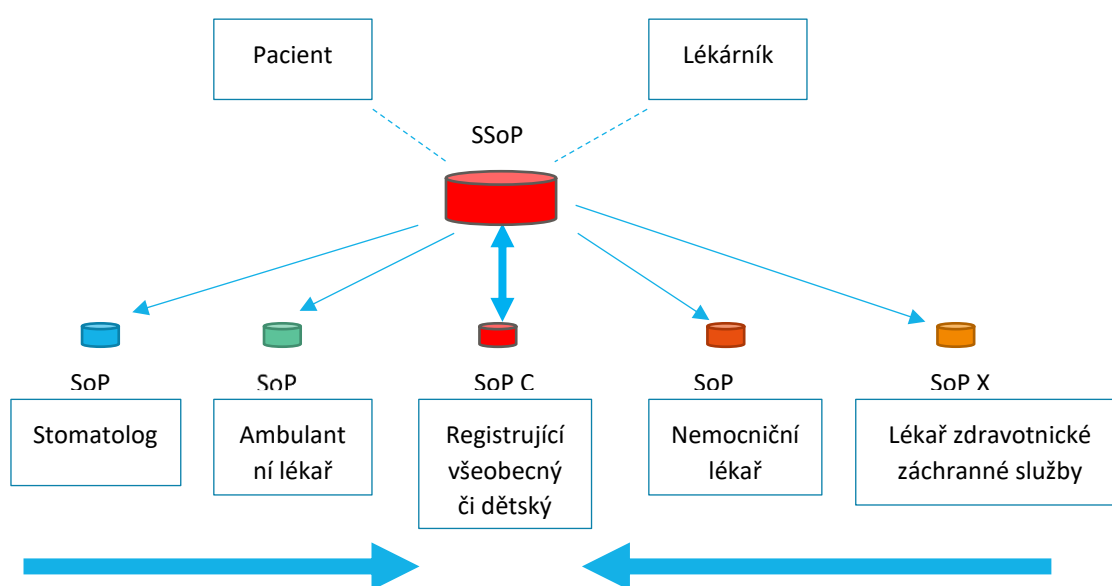 Pacient
Lékárník
SSoP
SoP
SoP
SoP C
SoP
SoP X
Stomatolog
Ambulant
ní lékař
Registrující
všeobecný
či dětský
Nemocniční
lékař
Lékař zdravotnické
záchranné služby